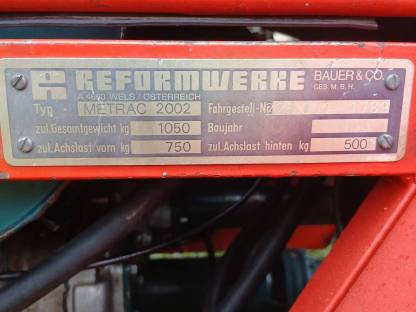 REFORMWERKE BAUER & CO.
GES. M. B. H.
A 4600 WELS / ÖSTERREICH
Typ METRAC 2002 Fahrgestell-No
zul. Gesamtgewicht kg 1050 Baujahr
zul. Achslast vorn kg 750 zul. Achslast hinten kg 500